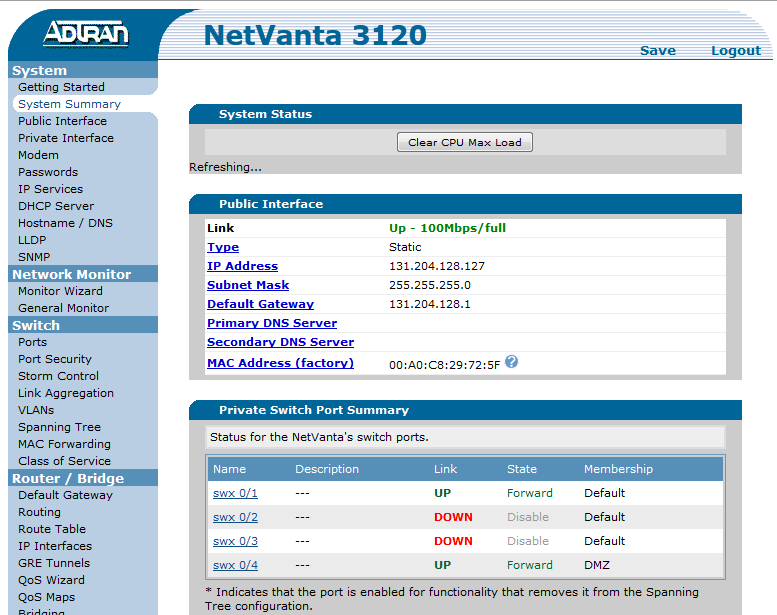 ADTRAN
NetVanta 3120
Save Logout
System
Getting Started
System Summary
Public Interface
Private Interface
Modem
Passwords
IP Services
DHCP Server
Hostname / DNS
LLDP
SNMP
Network Monitor
Monitor Wizard
General Monitor
Switch
Ports
Port Security
Storm Control
Link Aggregation
VLANs
Spanning Tree
MAC Forwarding
Class of Service
Router / Bridge
Default Gateway
Routing
Route Table
IP Interfaces
GRE Tunnels
QoS Wizard
QoS Maps
Bridging
System Status
Clear CPU Max Load
Refreshing...
Public Interface
Link Up - 100Mbps/full
Type Static
IP Address 131.204.128.127
Subnet Mask 255.255.255.0
Default Gateway 131.204.128.1
Primary DNS Server
Secondary DNS Server
MAC Address (factory) 00:A0:C8:29:72:5F ?
Private Switch Port Summary
Status for the NetVanta's switch ports.
Name Description Link State Membership
swx 0/1 --- UP Forward Default
swx 0/2 --- DOWN Disable Default
swx 0/3 --- DOWN Disable Default
swx 0/4 --- UP Forward DMZ
* Indicates that the port is enabled for functionality that removes it from the Spanning
Tree configuration.